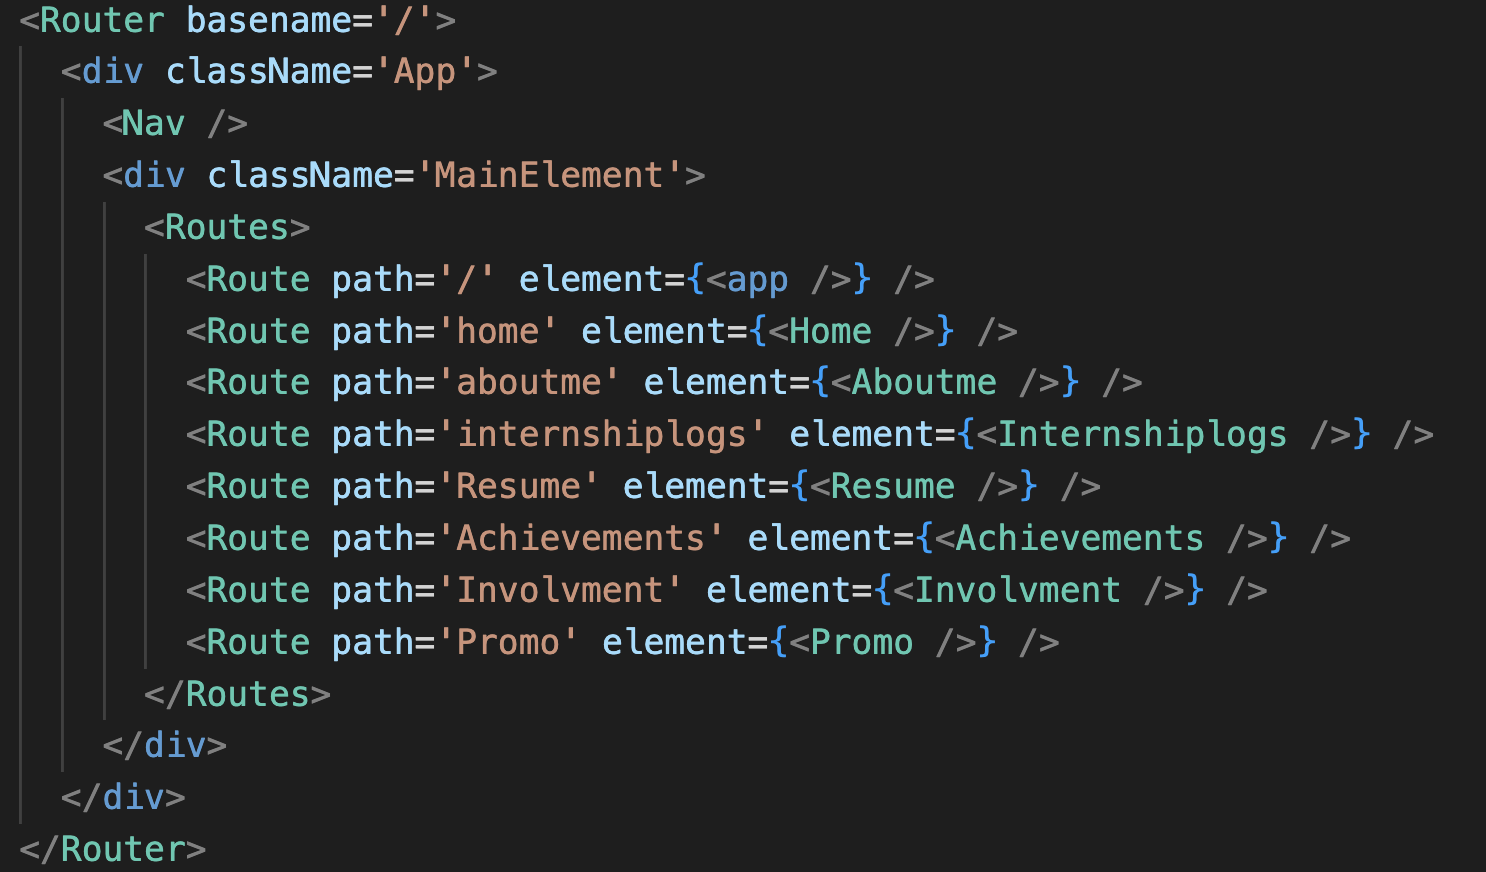 <Router basename='/'>
<div className='App'>
<Nav />
<div className='MainElement'>
<Routes>
<Route path='/' element={<app />} />
<Route path='home' element={<Home />} />
<Route path='aboutme' element={<Aboutme />} />
<Route path='internshiplogs' element={<Internshiplogs />} />
<Route path='Resume' element={<Resume />} />
<Route path='Achievements' element={<Achievements />} />
<Route path='Involvment' element={<Involvment />} />
<Route path='Promo' element={<Promo />} />
</Routes>
</div>
</div>
</Router>